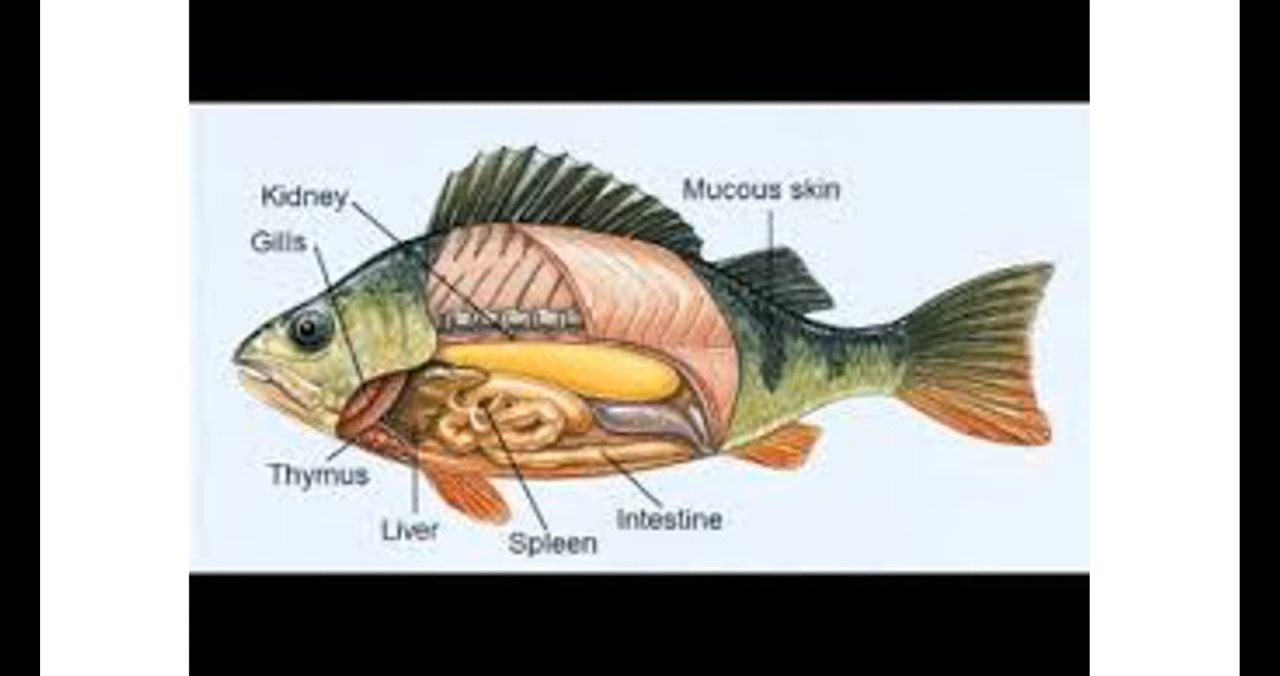 Kidney
Mucous skin
Gills
Thymus
Liver
Spleen
Intestine